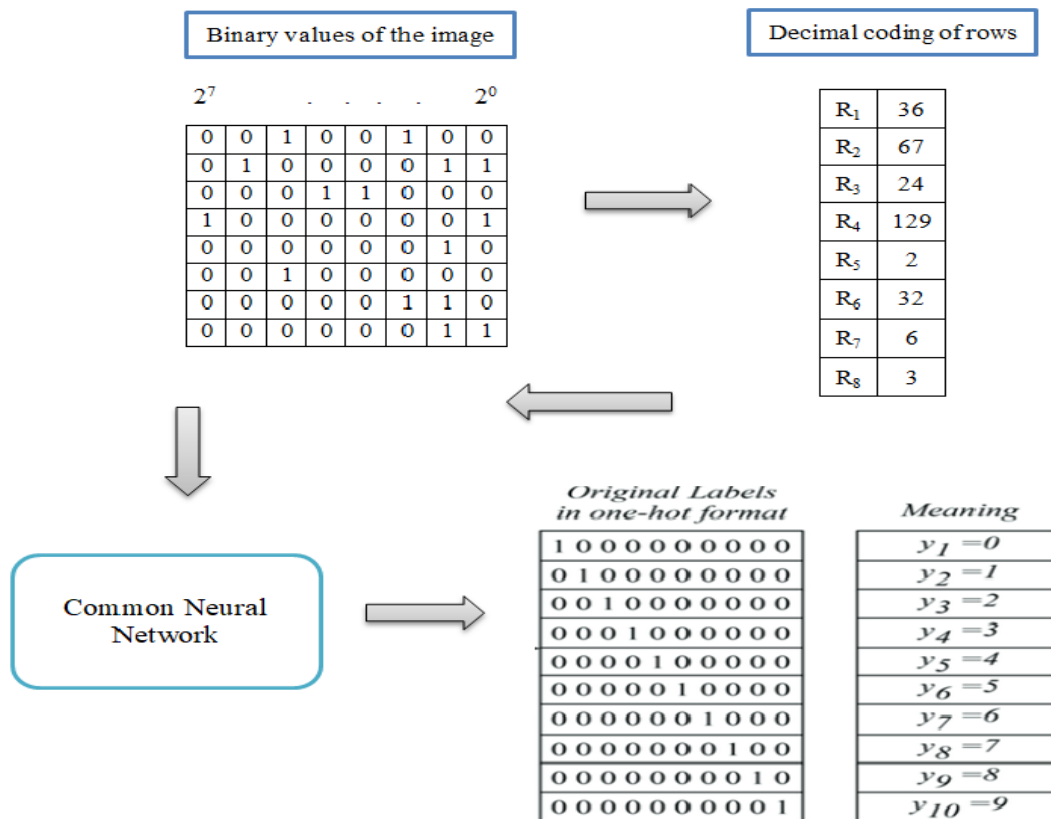 Binary values of the image
Decimal coding of rows
2⁷ . . . . 2⁰
0 0 1 0 0 1 0 0
0 1 0 0 0 0 1 1
0 0 0 1 1 0 0 0
1 0 0 0 0 0 0 1
0 0 0 0 0 0 1 0
0 0 1 0 0 0 0 0
0 0 0 0 0 1 1 0
0 0 0 0 0 0 1 1
R₁ 36
R₂ 67
R₃ 24
R₄ 129
R₅ 2
R₆ 32
R₇ 6
R₈ 3
Common Neural
Network
Original Labels
in one-hot format
1 0 0 0 0 0 0 0 0 0
0 1 0 0 0 0 0 0 0 0
0 0 1 0 0 0 0 0 0 0
0 0 0 1 0 0 0 0 0 0
0 0 0 0 1 0 0 0 0 0
0 0 0 0 0 1 0 0 0 0
0 0 0 0 0 0 1 0 0 0
0 0 0 0 0 0 0 1 0 0
0 0 0 0 0 0 0 0 1 0
0 0 0 0 0 0 0 0 0 1
Meaning
y₁ =0
y₂ =1
y₃ =2
y₄ =3
y₅ =4
y₆ =5
y₇ =6
y₈ =7
y₉ =8
y₁₀ =9